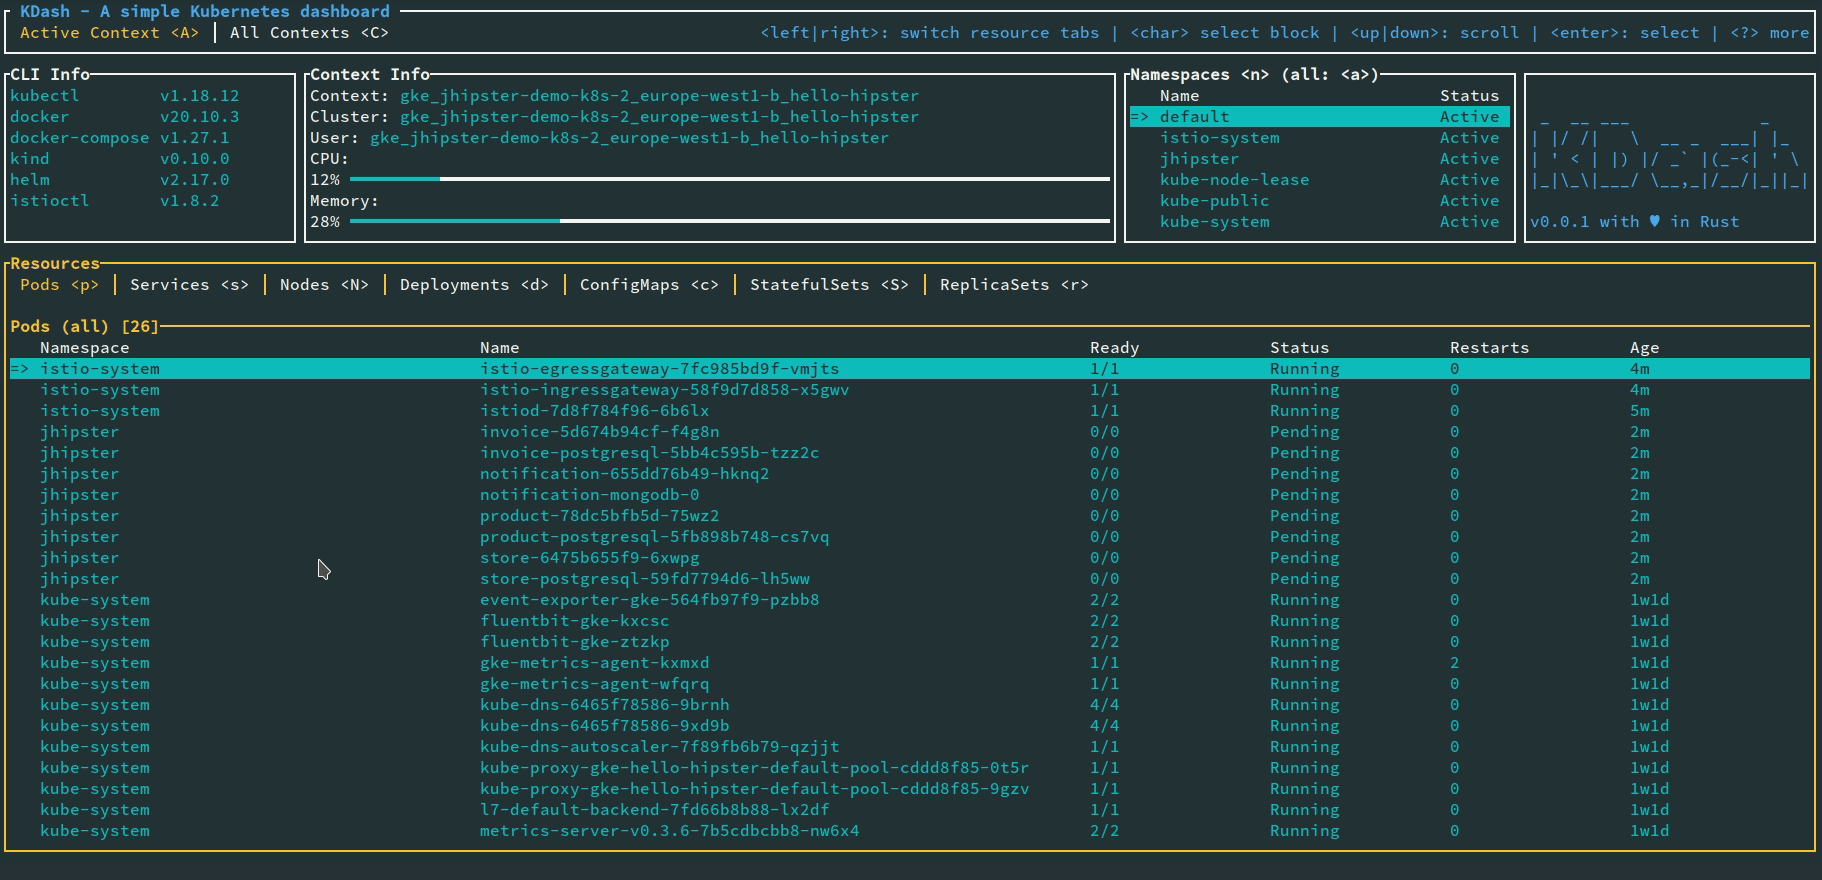 KDash - A simple Kubernetes dashboard
Active Context <A> | All Contexts <C> <left|right>: switch resource tabs | <char> select block | <up|down>: scroll | <enter>: select | <?> more
CLI Info
kubectl v1.18.12
docker v20.10.3
docker-compose v1.27.1
kind v0.10.0
helm v2.17.0
istioctl v1.8.2
Context Info
Context: gke_jhipster-demo-k8s-2_europe-west1-b_hello-hipster
Cluster: gke_jhipster-demo-k8s-2_europe-west1-b_hello-hipster
User: gke_jhipster-demo-k8s-2_europe-west1-b_hello-hipster
CPU:
12%
Memory:
28%
Namespaces <n> (all: <a>)
Name Status
=> default Active
istio-system Active
jhipster Active
kube-node-lease Active
kube-public Active
kube-system Active
KDash
v0.0.1 with ♥ in Rust
Resources
Pods <p> | Services <s> | Nodes <N> | Deployments <d> | ConfigMaps <c> | StatefulSets <S> | ReplicaSets <r>
Pods (all) [26]
Namespace Name Ready Status Restarts Age
=> istio-system istio-egressgateway-7fc985bd9f-vmjts 1/1 Running 0 4m
istio-system istio-ingressgateway-58f9d7d858-x5gwv 1/1 Running 0 4m
istio-system istiod-7d8f784f96-6b6lx 1/1 Running 0 5m
jhipster invoice-5d674b94cf-f4g8n 0/0 Pending 0 2m
jhipster invoice-postgresql-5bb4c595b-tzz2c 0/0 Pending 0 2m
jhipster notification-655dd76b49-hknq2 0/0 Pending 0 2m
jhipster notification-mongodb-0 0/0 Pending 0 2m
jhipster product-78dc5bfb5d-75wz2 0/0 Pending 0 2m
jhipster product-postgresql-5fb898b748-cs7vq 0/0 Pending 0 2m
jhipster store-6475b655f9-6xwpg 0/0 Pending 0 2m
jhipster store-postgresql-59fd7794d6-lh5ww 0/0 Pending 0 2m
kube-system event-exporter-gke-564fb97f9-pzbb8 2/2 Running 0 1w1d
kube-system fluentbit-gke-kxcsc 2/2 Running 0 1w1d
kube-system fluentbit-gke-ztzkp 2/2 Running 0 1w1d
kube-system gke-metrics-agent-kxmxd 1/1 Running 2 1w1d
kube-system gke-metrics-agent-wfqrq 1/1 Running 0 1w1d
kube-system kube-dns-6465f78586-9brnh 4/4 Running 0 1w1d
kube-system kube-dns-6465f78586-9xd9b 4/4 Running 0 1w1d
kube-system kube-dns-autoscaler-7f89fb6b79-qzjjt 1/1 Running 0 1w1d
kube-system kube-proxy-gke-hello-hipster-default-pool-cddd8f85-0t5r 1/1 Running 0 1w1d
kube-system kube-proxy-gke-hello-hipster-default-pool-cddd8f85-9gzv 1/1 Running 0 1w1d
kube-system l7-default-backend-7fd66b8b88-lx2df 1/1 Running 0 1w1d
kube-system metrics-server-v0.3.6-7b5cdbcbb8-nw6x4 2/2 Running 0 1w1d